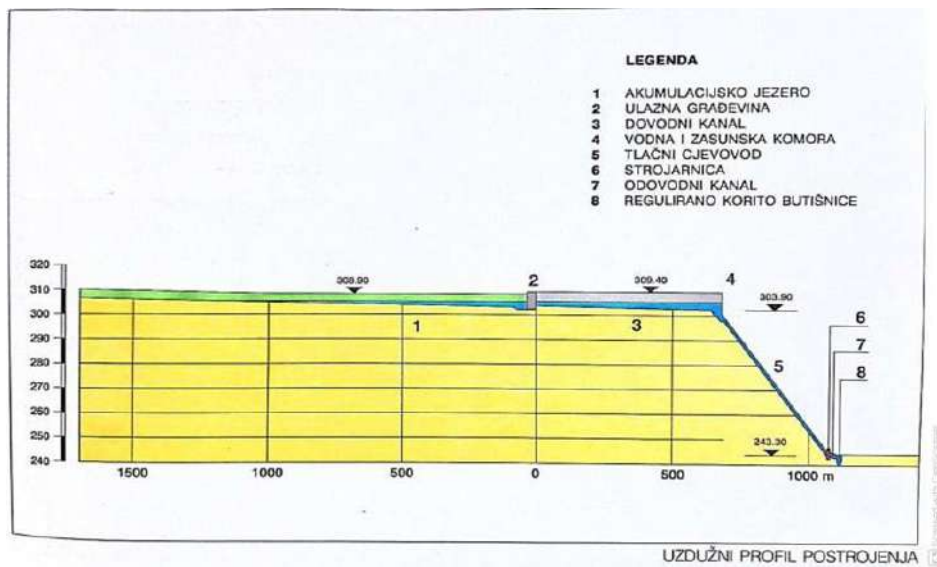 LEGENDA
1 AKUMULACIJSKO JEZERO
2 ULAZNA GRAĐEVINA
3 DOVODNI KANAL
4 VODNA I ZASUNSKA KOMORA
5 TLAČNI CJEVOVOD
6 STROJARNICA
7 ODOVODNI KANAL
8 REGULIRANO KORITO BUTIŠNICE
320
310
300
290
280
270
260
250
240
308.90
2
309.40
4
303.90
1
3
5
6
7
8
243.30
1500 1000 500 0 500 1000 m
UZDUŽNI PROFIL POSTROJENJA